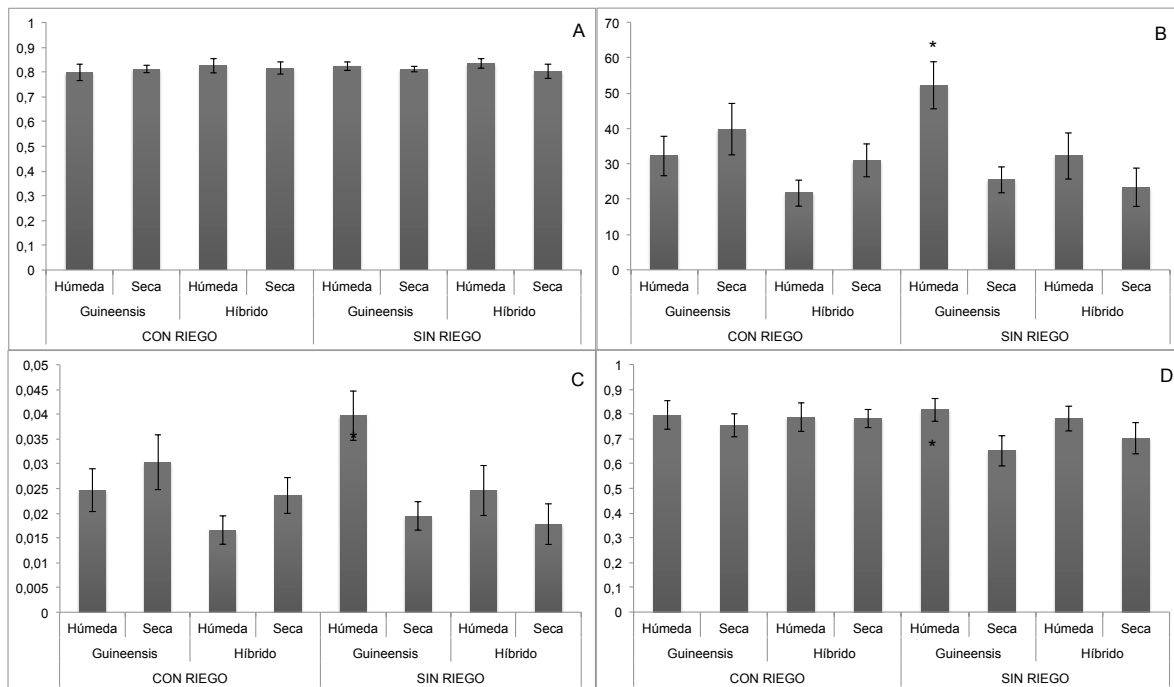 A
1
0,9
0,8
0,7
0,6
0,5
0,4
0,3
0,2
0,1
0
Húmeda Seca Húmeda Seca Húmeda Seca Húmeda Seca
Guineensis Híbrido Guineensis Híbrido
CON RIEGO SIN RIEGO
B
70
60
50
40
30
20
10
0
*
Húmeda Seca Húmeda Seca Húmeda Seca Húmeda Seca
Guineensis Híbrido Guineensis Híbrido
CON RIEGO SIN RIEGO
C
0,05
0,045
0,04
0,035
0,03
0,025
0,02
0,015
0,01
0,005
0
*
Húmeda Seca Húmeda Seca Húmeda Seca Húmeda Seca
Guineensis Híbrido Guineensis Híbrido
CON RIEGO SIN RIEGO
D
1
0,9
0,8
0,7
0,6
0,5
0,4
0,3
0,2
0,1
0
*
Húmeda Seca Húmeda Seca Húmeda Seca Húmeda Seca
Guineensis Híbrido Guineensis Híbrido
CON RIEGO SIN RIEGO